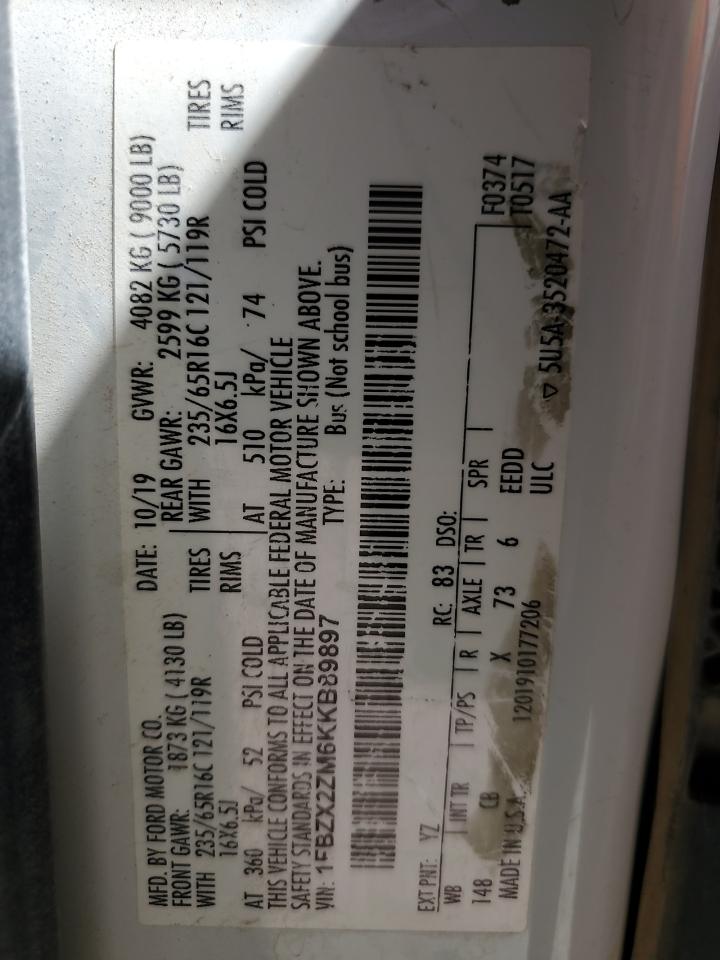 MFD. BY FORD MOTOR CO.
DATE: 10/19 GVWR: 4082 KG ( 9000 LB)
FRONT GAWR: 1873 KG ( 4130 LB) REAR GAWR: 2599 KG ( 5730 LB)
WITH 235/65R16C 121/119R TIRES WITH 235/65R16C 121/119R TIRES
16X6.5J RIMS 16X6.5J RIMS
AT 360 kPa/ 52 PSI COLD AT 510 kPa/ 74 PSI COLD
THIS VEHICLE CONFORMS TO ALL APPLICABLE FEDERAL MOTOR VEHICLE
SAFETY STANDARDS IN EFFECT ON THE DATE OF MANUFACTURE SHOWN ABOVE.
VIN: 1FBZX2ZM6KKB89897 TYPE: Bus (Not school bus)
EXT PNT: YZ RC: 83 DSO:
WB INT TR TP/PS R AXLE TR SPR F0374
148 CB X 73 6 EEDD T0517
MADE IN U.S.A. 1201910177206 ULC
▽ 5U5A-3520472-AA